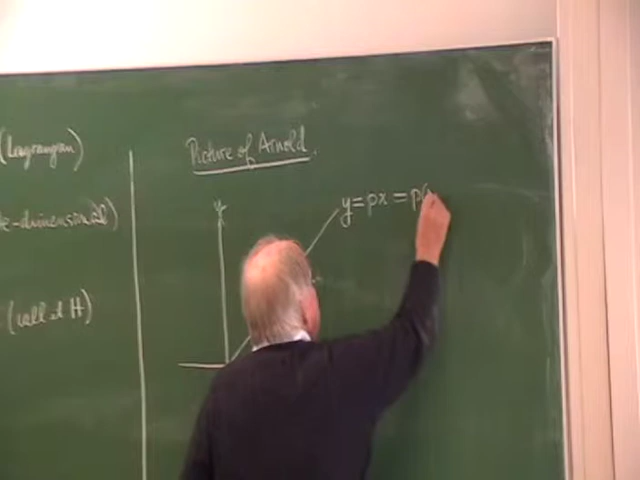 (Lagrangian)
k-dimensional)
(call it H)
Picture of Arnold.
y
y=px=p(